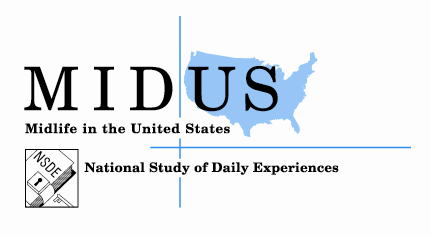 MIDUS
Midlife in the United States
NSDE
National Study of Daily Experiences